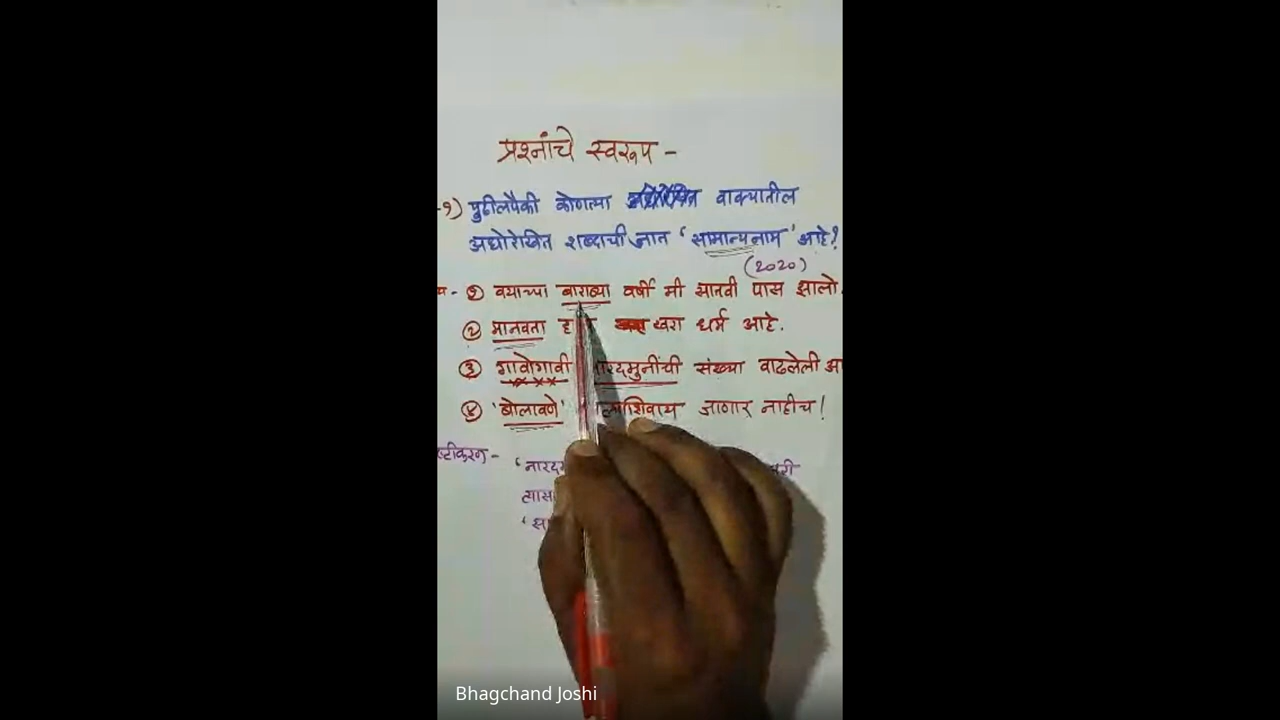 प्रश्नांचे स्वरूप -
१) पुढीलपैकी कोणत्या वाक्यातील
अधोरेखित शब्दाची जात ' सामान्यनाम ' आहे?
(2020)
① वयाच्या बाराव्या वर्षी मी सातवी पास झालो.
② मानवता खरा धर्म आहे.
③ गावोगावी संख्या वाढलेली
④ ' बोलावणे ' जाणार नाहीच!
Bhagchand Joshi